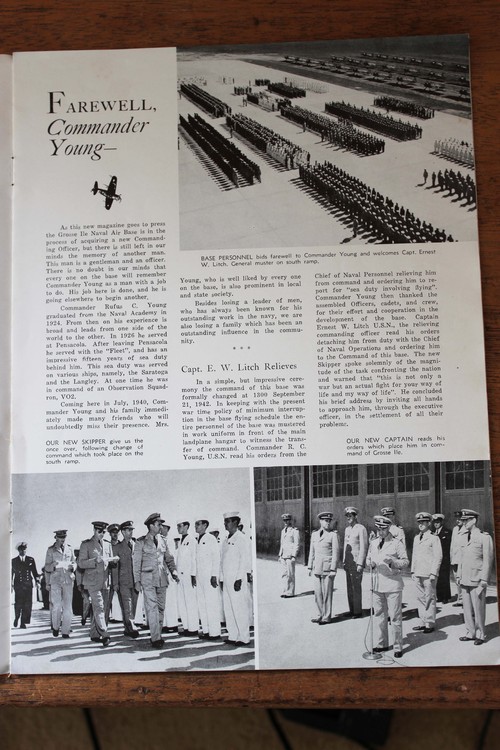 FAREWELL,
Commander
Young—
As this new magazine goes to press
the Grosse Ile Naval Air Base is in the
process of acquiring a new Command-
ing Officer, but there is still left in our
minds the memory of another man.
This man is a gentleman and an officer.
There is no doubt in our minds that
every one on the base will remember
Commander Young as a man with a job
to do. His job here is done, and he is
going elsewhere to begin another.
Commander Rufus C. Young
graduated from the Naval Academy in
1924. From then on his experience is
broad and leads from one side of the
world to the other. In 1926 he served
at Pensacola. After leaving Pensacola
he served with the "Fleet", and has an
impressive fifteen years of sea duty
behind him. This sea duty was served
on various ships, namely, the Saratoga
and the Langley. At one time he was
in command of an Observation Squad-
ron, VO2.
Coming here in July, 1940, Com-
mander Young and his family immedi-
ately made many friends who will
undoubtedly miss their presence. Mrs.
OUR NEW SKIPPER give us the
once over, following change of
command which took place on the
south ramp.
BASE PERSONNEL bids farewell to Commander Young and welcomes Capt. Ernest
W. Litch, General muster on south ramp.
Young, who is well liked by every one
on the base, is also prominent in local
and state society.
Besides losing a leader of men,
who has always been known for his
outstanding work in the navy, we are
also losing a family which has been an
outstanding influence in the commu-
nity.
* * *
Capt. E. W. Litch Relieves
In a simple, but impressive cere-
mony the command of this base was
formally changed at 1300 September
21, 1942. In keeping with the present
war time policy of minimum interrup-
tion in the base flying schedule the en-
tire personnel of the base was mustered
in work uniform in front of the main
landplane hangar to witness the trans-
fer of command. Commander R. C.
Young, U.S.N. read his orders from the
Chief of Naval Personnel relieving him
from command and ordering him to re-
port for "sea duty involving flying".
Commander Young then thanked the
assembled Officers, cadets, and crew,
for their effort and cooperation in the
development of the base. Captain
Ernest W. Litch U.S.N., the relieving
commanding officer read his orders
detaching him from duty with the Chief
of Naval Operations and ordering him
to the Command of this base. The new
Skipper spoke solemnly of the magni-
tude of the task confronting the nation
and warned that "this is not only a
war but an actual fight for your way of
life and my way of life". He concluded
his brief address by inviting all hands
to approach him, through the executive
officer, in the settlement of all their
problems.
OUR NEW CAPTAIN reads his
orders which place him in com-
mand of Grosse Ile.